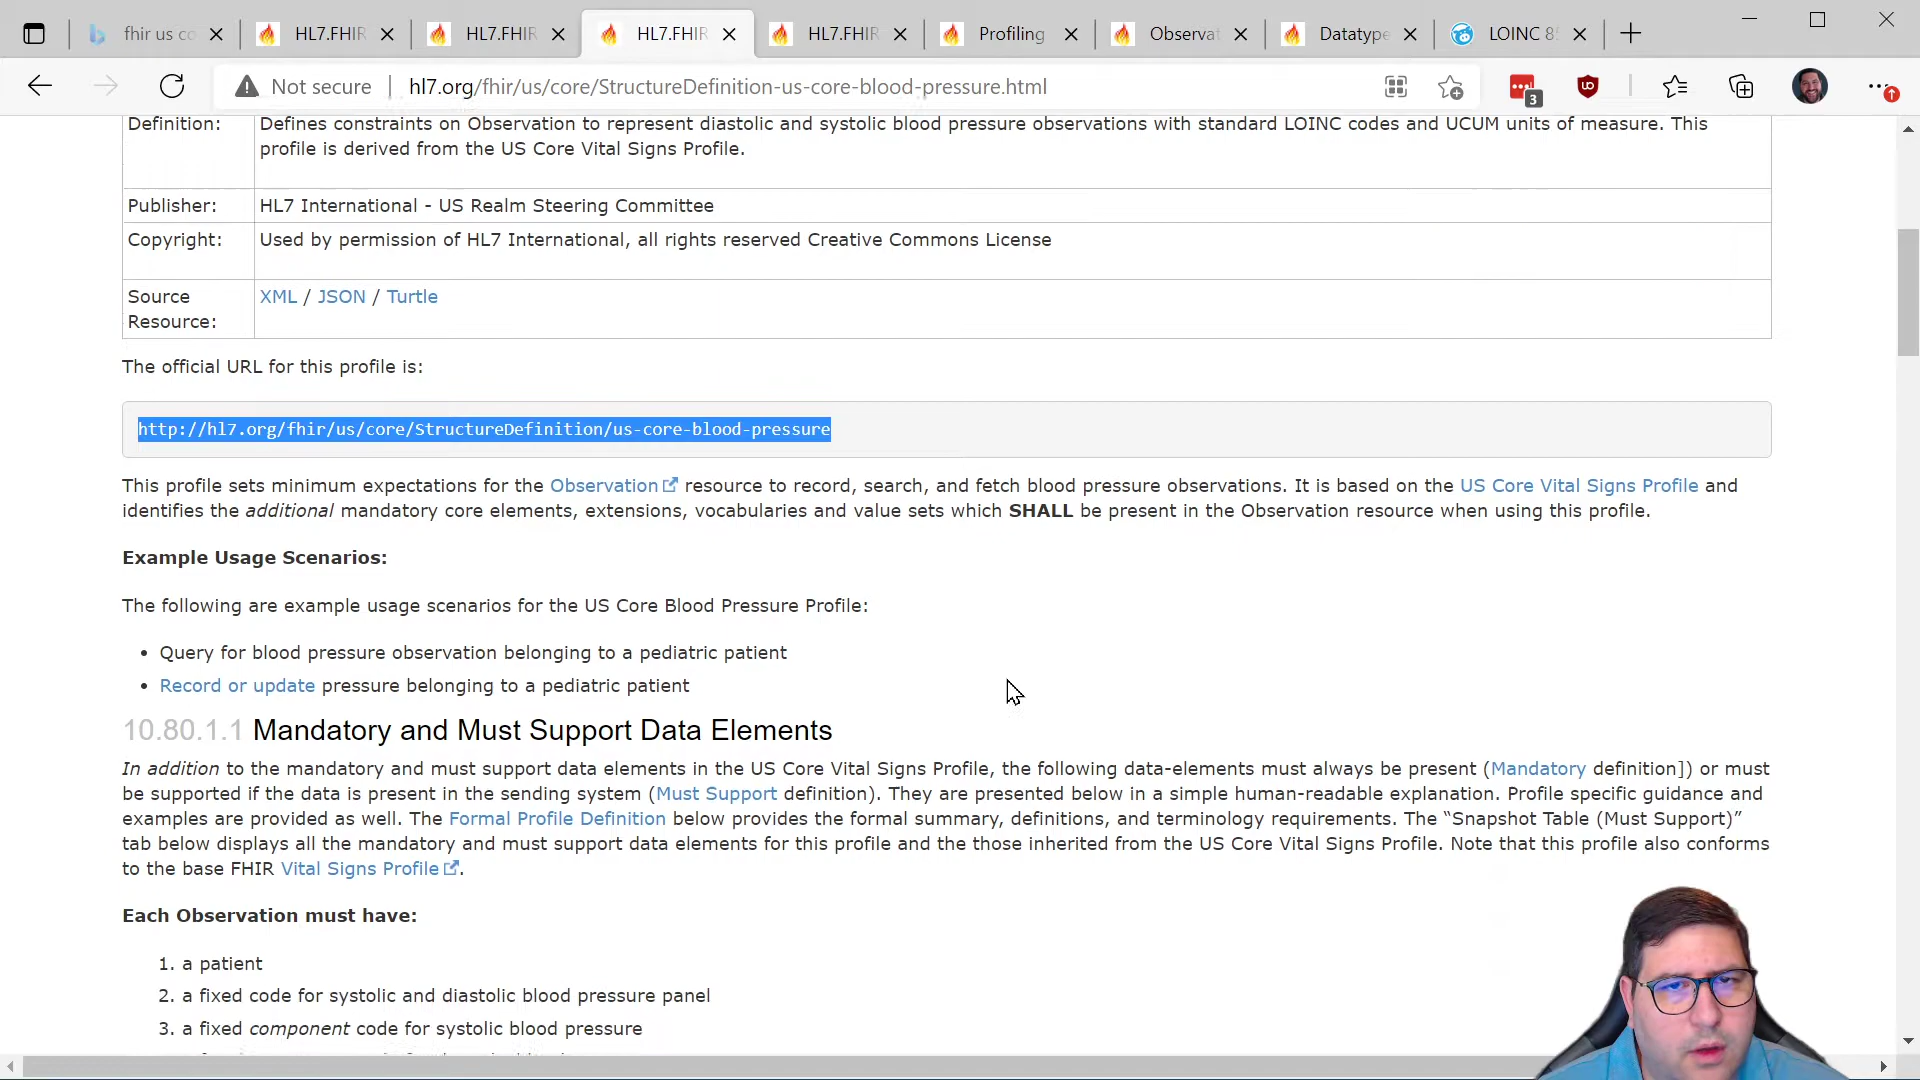 fhir us co
HL7.FHIR
HL7.FHIR
HL7.FHIR
HL7.FHIR
Profiling
Observat
Datatype
LOINC 8
Not secure
hl7.org/fhir/us/core/StructureDefinition-us-core-blood-pressure.html
3
Definition:
Defines constraints on Observation to represent diastolic and systolic blood pressure observations with standard LOINC codes and UCUM units of measure. This
profile is derived from the US Core Vital Signs Profile.
Publisher:
HL7 International - US Realm Steering Committee
Copyright:
Used by permission of HL7 International, all rights reserved Creative Commons License
Source
Resource:
XML / JSON / Turtle
The official URL for this profile is:
http://hl7.org/fhir/us/core/StructureDefinition/us-core-blood-pressure
This profile sets minimum expectations for the Observation resource to record, search, and fetch blood pressure observations. It is based on the US Core Vital Signs Profile and
identifies the additional mandatory core elements, extensions, vocabularies and value sets which SHALL be present in the Observation resource when using this profile.
Example Usage Scenarios:
The following are example usage scenarios for the US Core Blood Pressure Profile:
• Query for blood pressure observation belonging to a pediatric patient
• Record or update pressure belonging to a pediatric patient
10.80.1.1 Mandatory and Must Support Data Elements
In addition to the mandatory and must support data elements in the US Core Vital Signs Profile, the following data-elements must always be present (Mandatory definition]) or must
be supported if the data is present in the sending system (Must Support definition). They are presented below in a simple human-readable explanation. Profile specific guidance and
examples are provided as well. The Formal Profile Definition below provides the formal summary, definitions, and terminology requirements. The “Snapshot Table (Must Support)”
tab below displays all the mandatory and must support data elements for this profile and the those inherited from the US Core Vital Signs Profile. Note that this profile also conforms
to the base FHIR Vital Signs Profile.
Each Observation must have:
1. a patient
2. a fixed code for systolic and diastolic blood pressure panel
3. a fixed component code for systolic blood pressure